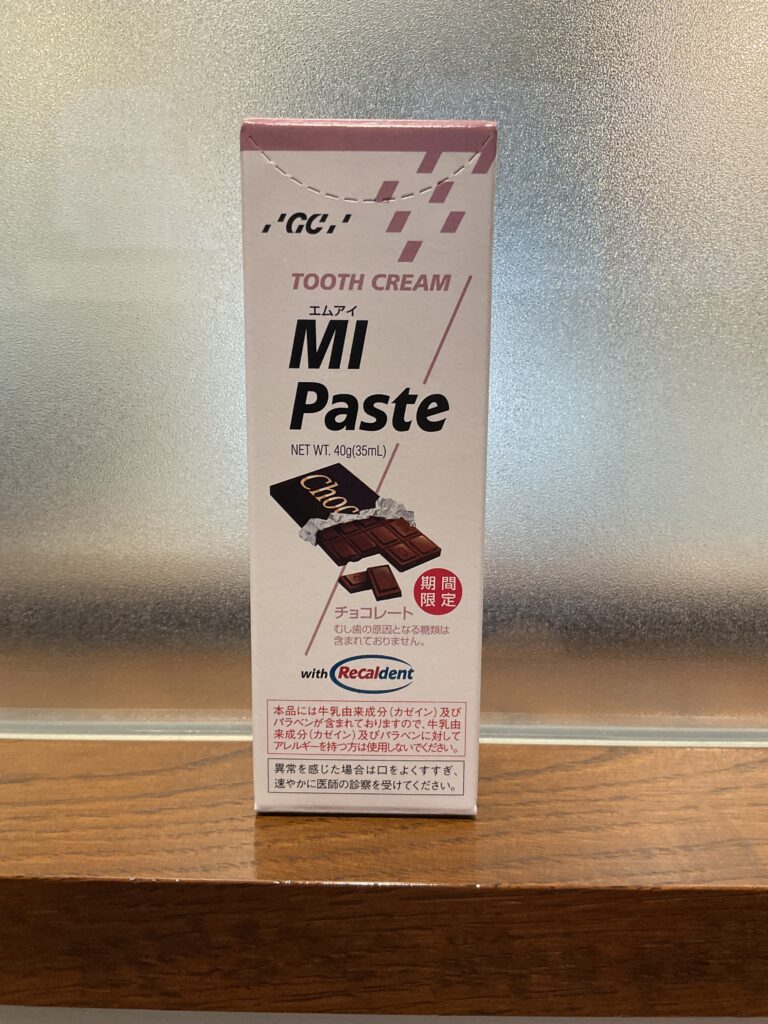 GC
TOOTH CREAM
エムアイ
MI
Paste
NET WT. 40g(35mL)
Choc
期間
限定
チョコレート
むし歯の原因となる糖類は
含まれておりません。
with Recaldent
本品には牛乳由来成分(カゼイン)及び
パラベンが含まれておりますので、牛乳由
来成分(カゼイン)及びパラベンに対して
アレルギーを持つ方は使用しないでください。
異常を感じた場合は口をよくすすぎ、
速やかに医師の診察を受けてください。